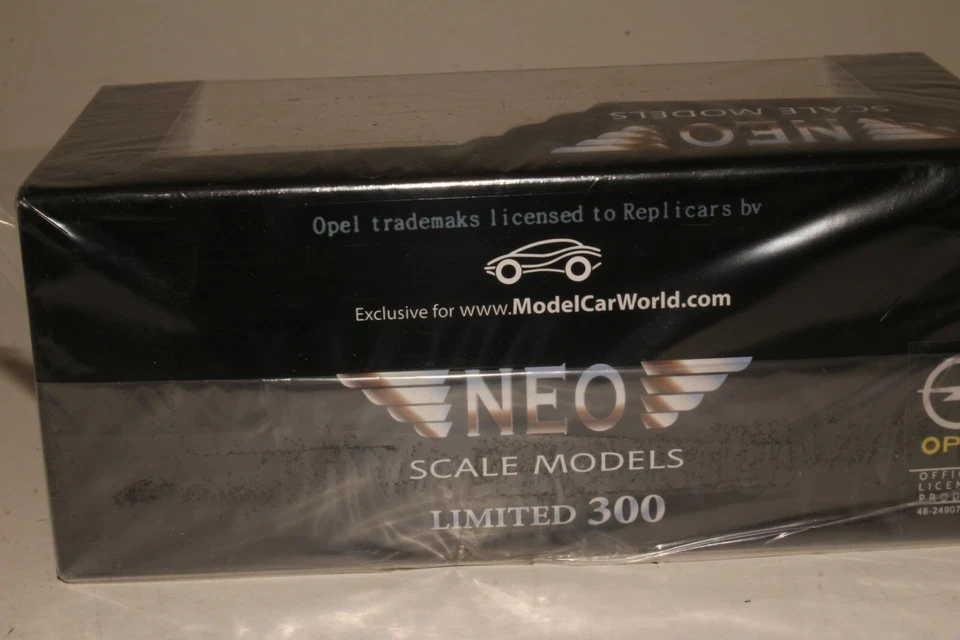 SCALE MODELS
NEO
Opel trademaks licensed to Replicars bv
Exclusive for www.ModelCarWorld.com
NEO
SCALE MODELS
LIMITED 300